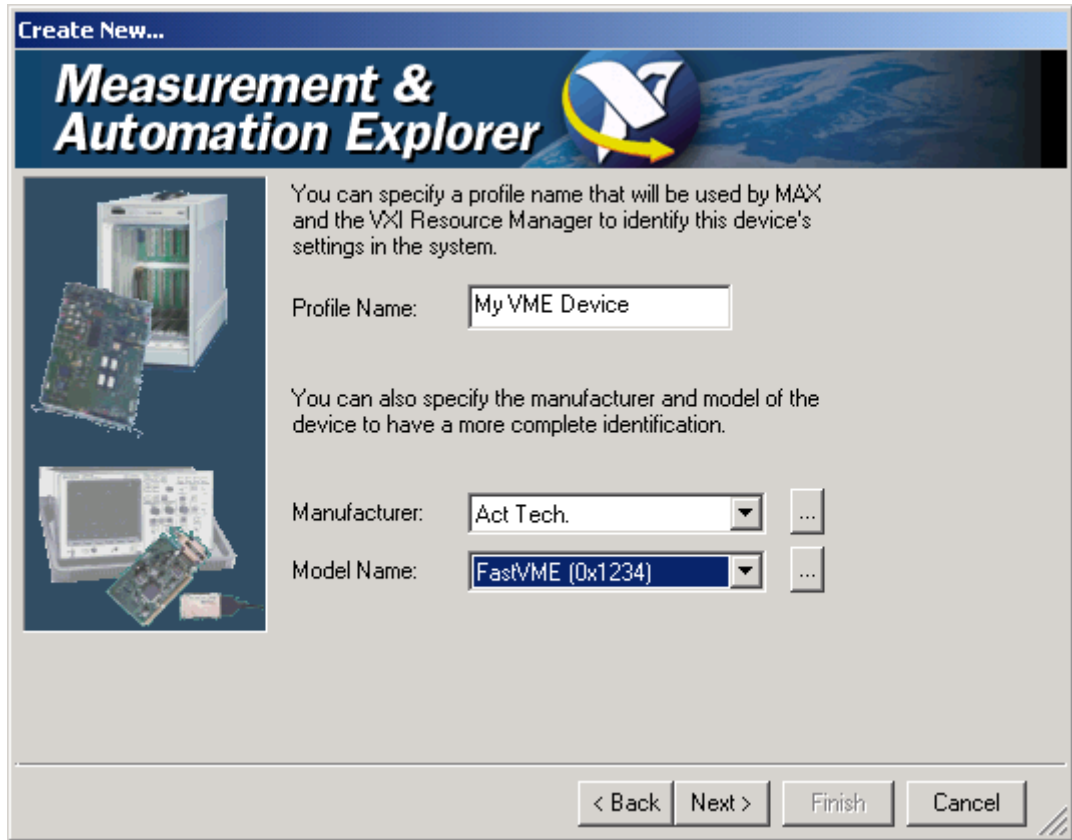 Create New...
Measurement &
Automation Explorer
You can specify a profile name that will be used by MAX
and the VXI Resource Manager to identify this device's
settings in the system.
Profile Name:
My VME Device
You can also specify the manufacturer and model of the
device to have a more complete identification.
Manufacturer:
Act Tech.
...
Model Name:
FastVME (0x1234)
...
< Back
Next >
Finish
Cancel